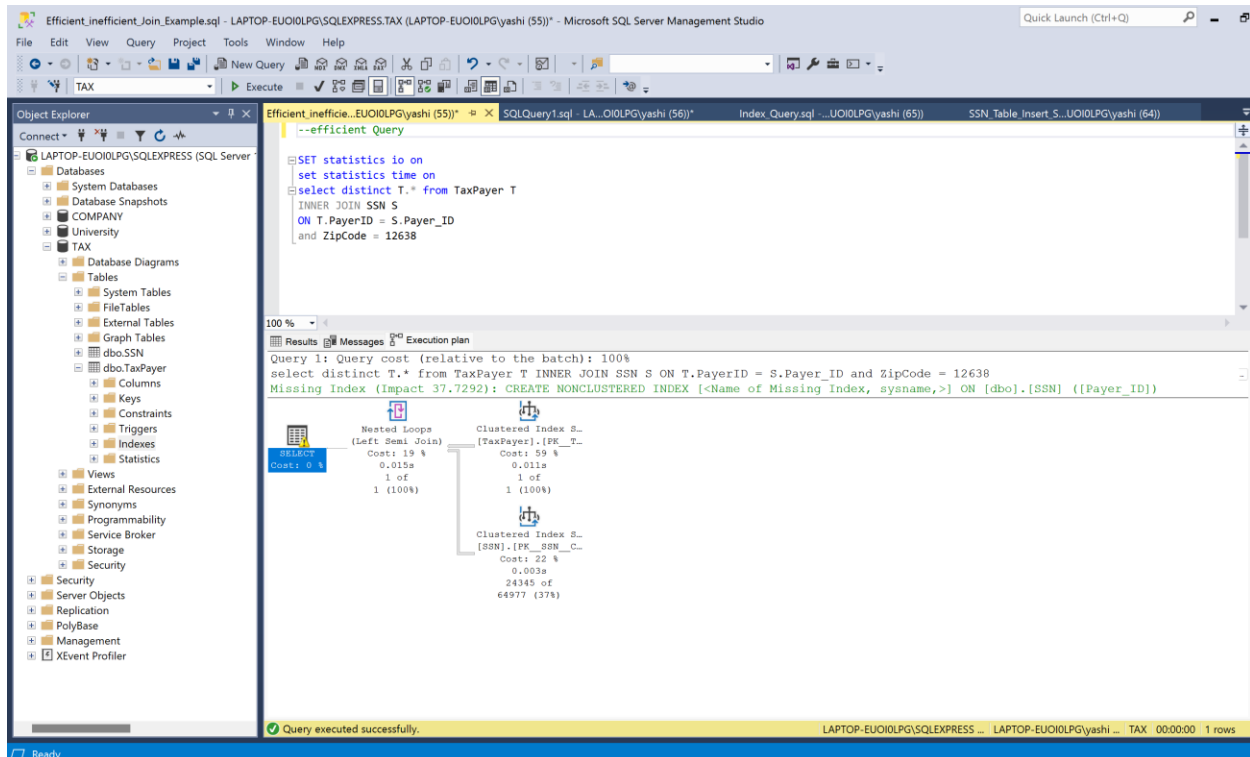 Efficient_inefficient_Join_Example.sql - LAPTOP-EUOI0LPG\SQLEXPRESS.TAX (LAPTOP-EUOI0LPG\yashi (55))* - Microsoft SQL Server Management Studio
Quick Launch (Ctrl+Q)
File Edit View Query Project Tools Window Help
New Query
TAX
Execute
Object Explorer
Efficient_inefficie...EUOI0LPG\yashi (55))*
SQLQuery1.sql - LA...OI0LPG\yashi (56))*
Index_Query.sql -...UOI0LPG\yashi (65))
SSN_Table_Insert_S...UOI0LPG\yashi (64))
Connect
LAPTOP-EUOI0LPG\SQLEXPRESS (SQL Server
Databases
System Databases
Database Snapshots
COMPANY
University
TAX
Database Diagrams
Tables
System Tables
FileTables
External Tables
Graph Tables
dbo.SSN
dbo.TaxPayer
Columns
Keys
Constraints
Triggers
Indexes
Statistics
Views
External Resources
Synonyms
Programmability
Service Broker
Storage
Security
Security
Server Objects
Replication
PolyBase
Management
XEvent Profiler
--efficient Query
SET statistics io on
set statistics time on
select distinct T.* from TaxPayer T
INNER JOIN SSN S
ON T.PayerID = S.Payer_ID
and ZipCode = 12638
100 %
Results Messages Execution plan
Query 1: Query cost (relative to the batch): 100%
select distinct T.* from TaxPayer T INNER JOIN SSN S ON T.PayerID = S.Payer_ID and ZipCode = 12638
Missing Index (Impact 37.7292): CREATE NONCLUSTERED INDEX [<Name of Missing Index, sysname,>] ON [dbo].[SSN] ([Payer_ID])
SELECT
Cost: 0 %
Nested Loops
(Left Semi Join)
Cost: 19 %
0.015s
1 of
1 (100%)
Clustered Index S...
[TaxPayer].[PK__T...
Cost: 59 %
0.011s
1 of
1 (100%)
Clustered Index S...
[SSN].[PK__SSN__C...
Cost: 22 %
0.003s
24345 of
64977 (37%)
Query executed successfully.
LAPTOP-EUOI0LPG\SQLEXPRESS ... LAPTOP-EUOI0LPG\yashi ... TAX 00:00:00 1 rows
Ready